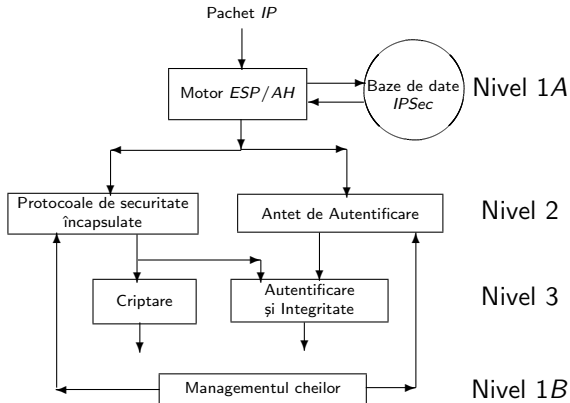 Pachet IP
Motor ESP/AH
Baze de date
IPSec
Nivel 1A
Protocoale de securitate
încapsulate
Antet de Autentificare
Nivel 2
Criptare
Autentificare
și Integritate
Nivel 3
Managementul cheilor
Nivel 1B